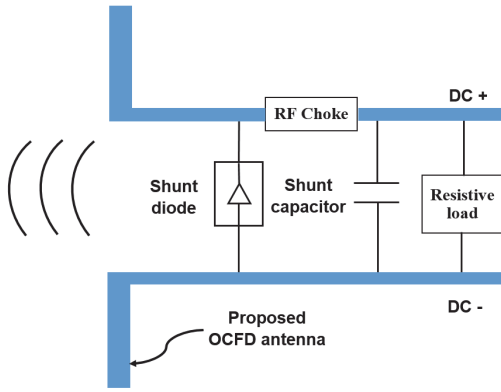 DC +
RF Choke
Shunt
diode
Shunt
capacitor
Resistive
load
DC -
Proposed
OCFD antenna